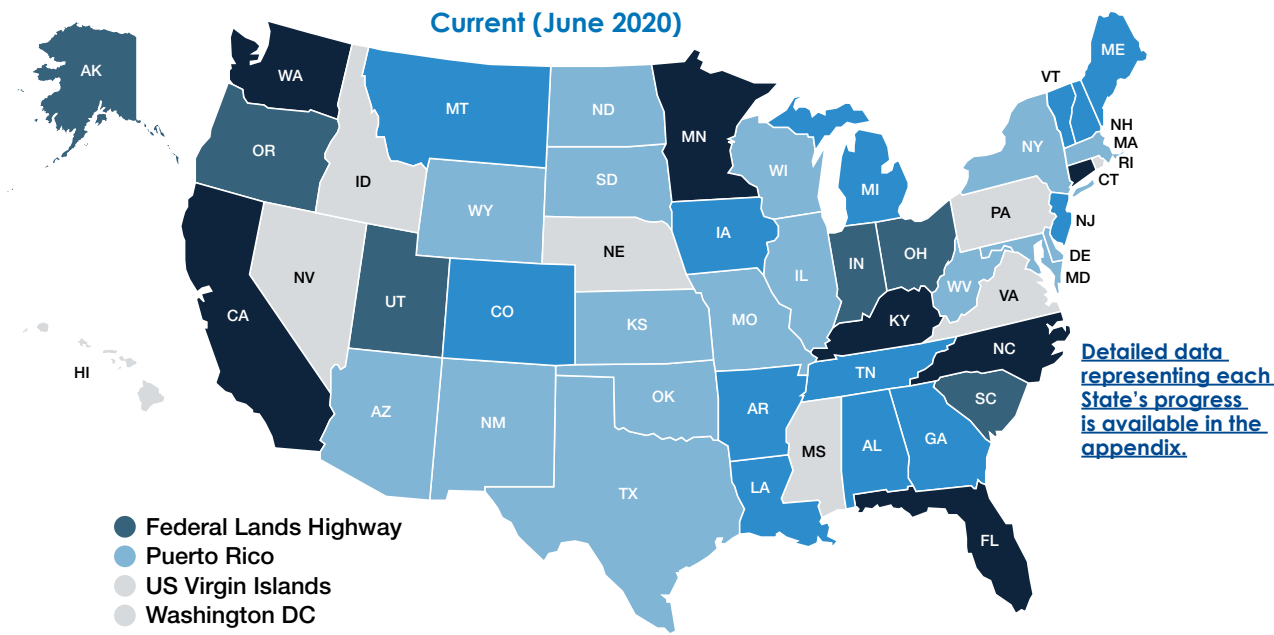 Current (June 2020)
AK
WA
MT
ND
MN
ME
VT
NH
MA
RI
CT
NY
OR
ID
SD
WI
MI
WY
IA
PA
NJ
NE
IL
IN
OH
DE
MD
NV
UT
CO
WV
VA
CA
KS
MO
KY
NC
HI
TN
SC
AZ
NM
OK
AR
MS
AL
GA
TX
LA
FL
Detailed data
representing each
State's progress
is available in the
appendix.
Federal Lands Highway
Puerto Rico
US Virgin Islands
Washington DC